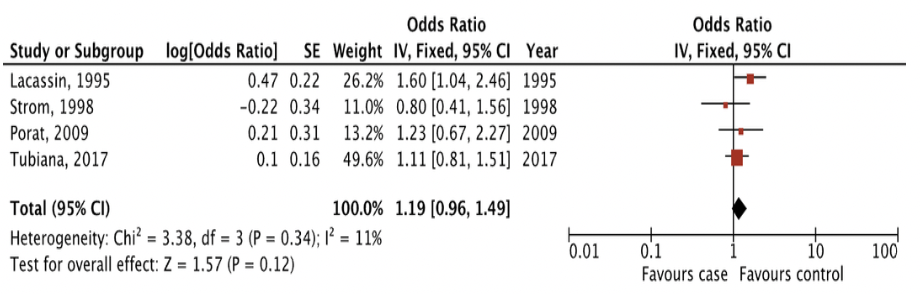 Odds Ratio Odds Ratio
Study or Subgroup log[Odds Ratio] SE Weight IV, Fixed, 95% CI Year IV, Fixed, 95% CI
Lacassin, 1995 0.47 0.22 26.2% 1.60 [1.04, 2.46] 1995
Strom, 1998 −0.22 0.34 11.0% 0.80 [0.41, 1.56] 1998
Porat, 2009 0.21 0.31 13.2% 1.23 [0.67, 2.27] 2009
Tubiana, 2017 0.1 0.16 49.6% 1.11 [0.81, 1.51] 2017
Total (95% CI) 100.0% 1.19 [0.96, 1.49]
Heterogeneity: Chi² = 3.38, df = 3 (P = 0.34); I² = 11%
Test for overall effect: Z = 1.57 (P = 0.12)
0.01 0.1 1 10 100
Favours case Favours control